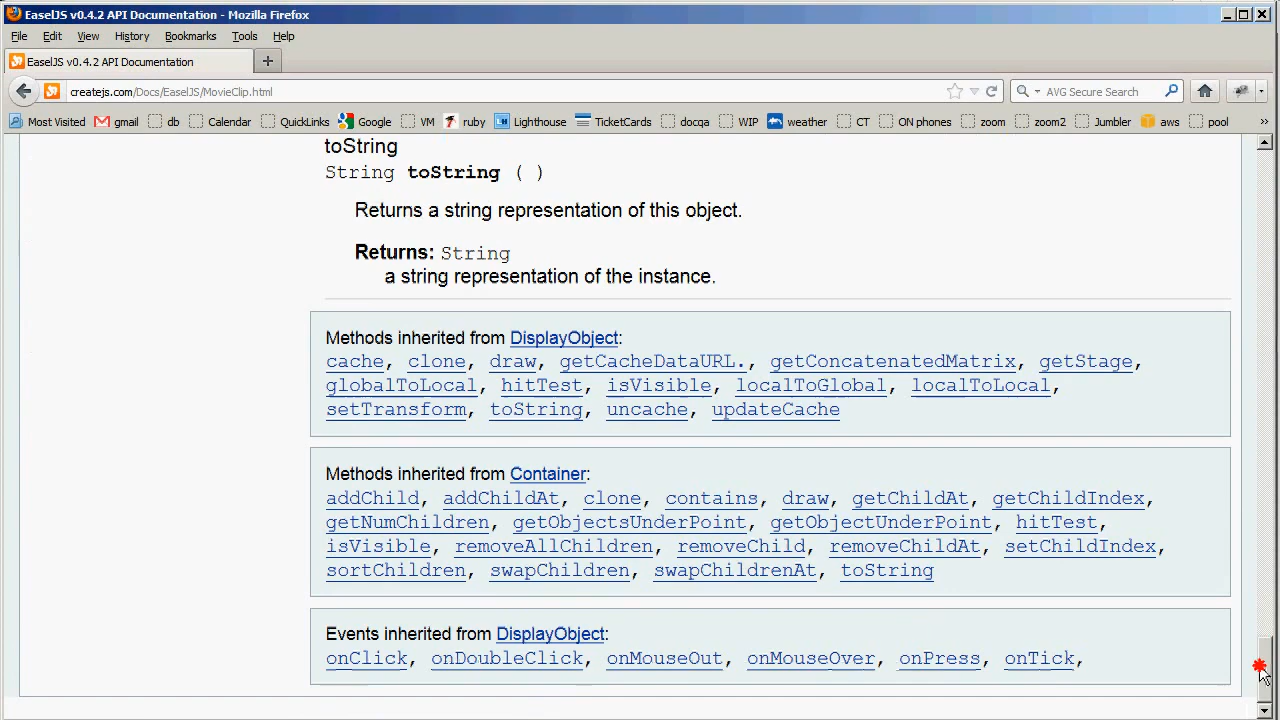 EaselJS v0.4.2 API Documentation - Mozilla Firefox
File Edit View History Bookmarks Tools Help
EaselJS v0.4.2 API Documentation +
createjs.com/Docs/EaselJS/MovieClip.html AVG Secure Search
Most Visited gmail db Calendar QuickLinks Google VM ruby Lighthouse TicketCards docqa WIP weather CT ON phones zoom zoom2 Jumbler aws pool »
toString
String toString ( )
Returns a string representation of this object.
Returns: String
a string representation of the instance.
Methods inherited from DisplayObject:
cache, clone, draw, getCacheDataURL., getConcatenatedMatrix, getStage,
globalToLocal, hitTest, isVisible, localToGlobal, localToLocal,
setTransform, toString, uncache, updateCache
Methods inherited from Container:
addChild, addChildAt, clone, contains, draw, getChildAt, getChildIndex,
getNumChildren, getObjectsUnderPoint, getObjectUnderPoint, hitTest,
isVisible, removeAllChildren, removeChild, removeChildAt, setChildIndex,
sortChildren, swapChildren, swapChildrenAt, toString
Events inherited from DisplayObject:
onClick, onDoubleClick, onMouseOut, onMouseOver, onPress, onTick,